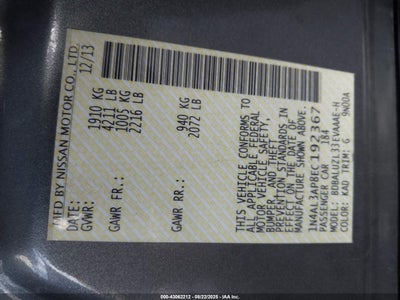 MFD BY NISSAN MOTOR CO., LTD.
DATE: 12/13
GVWR: 1910 KG
4211 LB
GAWR FR.: 1005 KG
2216 LB
GAWR RR.: 940 KG
2072 LB
THIS VEHICLE CONFORMS TO
ALL APPLICABLE FEDERAL
MOTOR VEHICLE SAFETY,
BUMPER, AND THEFT
PREVENTION STANDARDS IN
EFFECT ON THE DATE OF
MANUFACTURE SHOWN ABOVE.
1N4AL3AP8EC192367 9N00A
PASSENGER CAR 184
MODEL:
COLOR: KAD TRIM: G
000-43062212 - 08/22/2025 - IAA Inc.